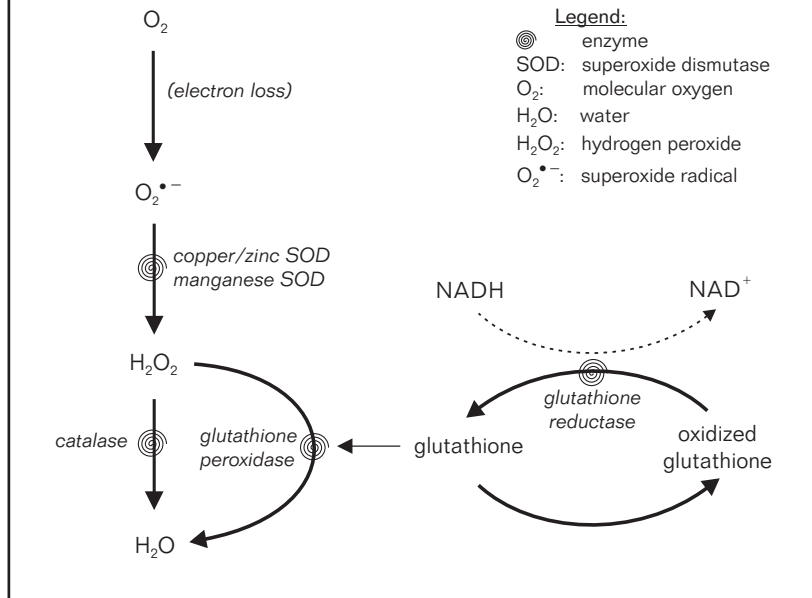 O₂
(electron loss)
O₂•−
copper/zinc SOD
manganese SOD
H₂O₂
catalase
glutathione
peroxidase
H₂O
Legend:
enzyme
SOD: superoxide dismutase
O₂: molecular oxygen
H₂O: water
H₂O₂: hydrogen peroxide
O₂•−: superoxide radical
NADH
NAD⁺
glutathione
reductase
glutathione
oxidized
glutathione